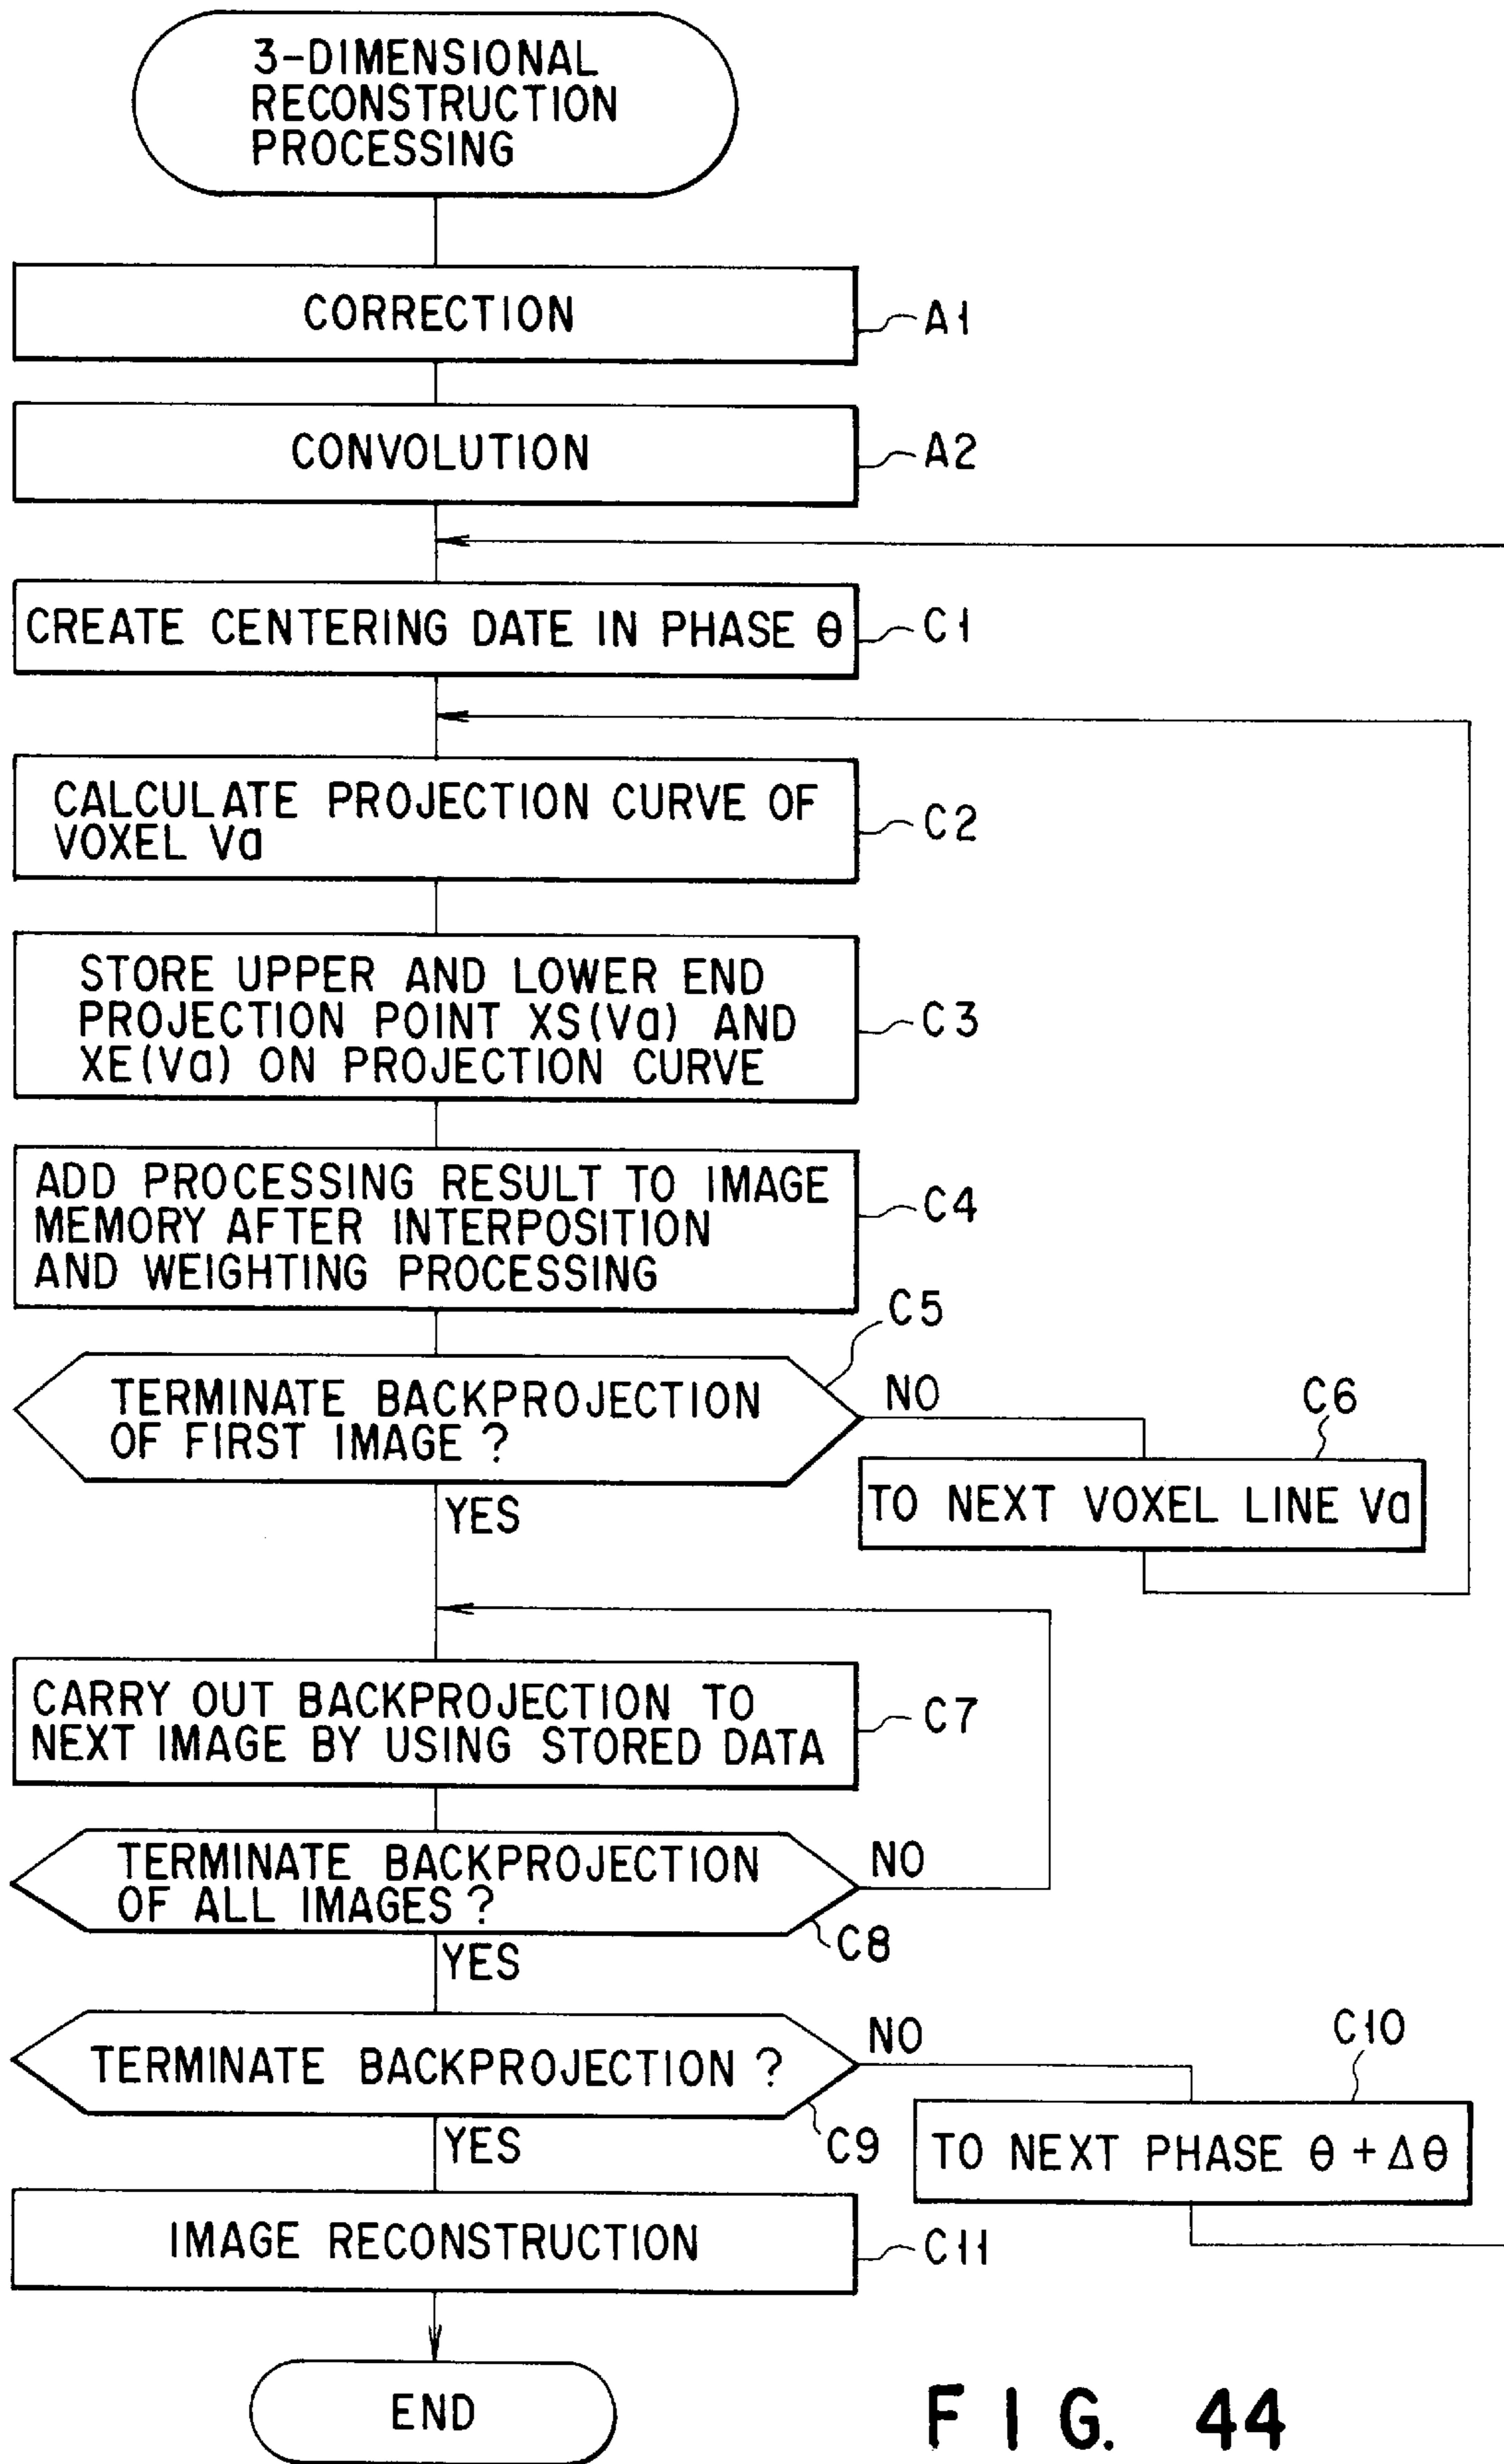 3-DIMENSIONAL
RECONSTRUCTION
PROCESSING
CORRECTION
A1
CONVOLUTION
A2
CREATE CENTERING DATE IN PHASE θ
C1
CALCULATE PROJECTION CURVE OF
VOXEL Va
C2
STORE UPPER AND LOWER END
PROJECTION POINT XS(Va) AND
XE(Va) ON PROJECTION CURVE
C3
ADD PROCESSING RESULT TO IMAGE
MEMORY AFTER INTERPOSITION
AND WEIGHTING PROCESSING
C4
C5
TERMINATE BACKPROJECTION
OF FIRST IMAGE ?
NO
C6
TO NEXT VOXEL LINE Va
YES
CARRY OUT BACKPROJECTION TO
NEXT IMAGE BY USING STORED DATA
C7
TERMINATE BACKPROJECTION
OF ALL IMAGES ?
NO
C8
YES
TERMINATE BACKPROJECTION ?
NO
C10
C9
YES
TO NEXT PHASE θ + Δθ
IMAGE RECONSTRUCTION
C11
END
FIG. 44